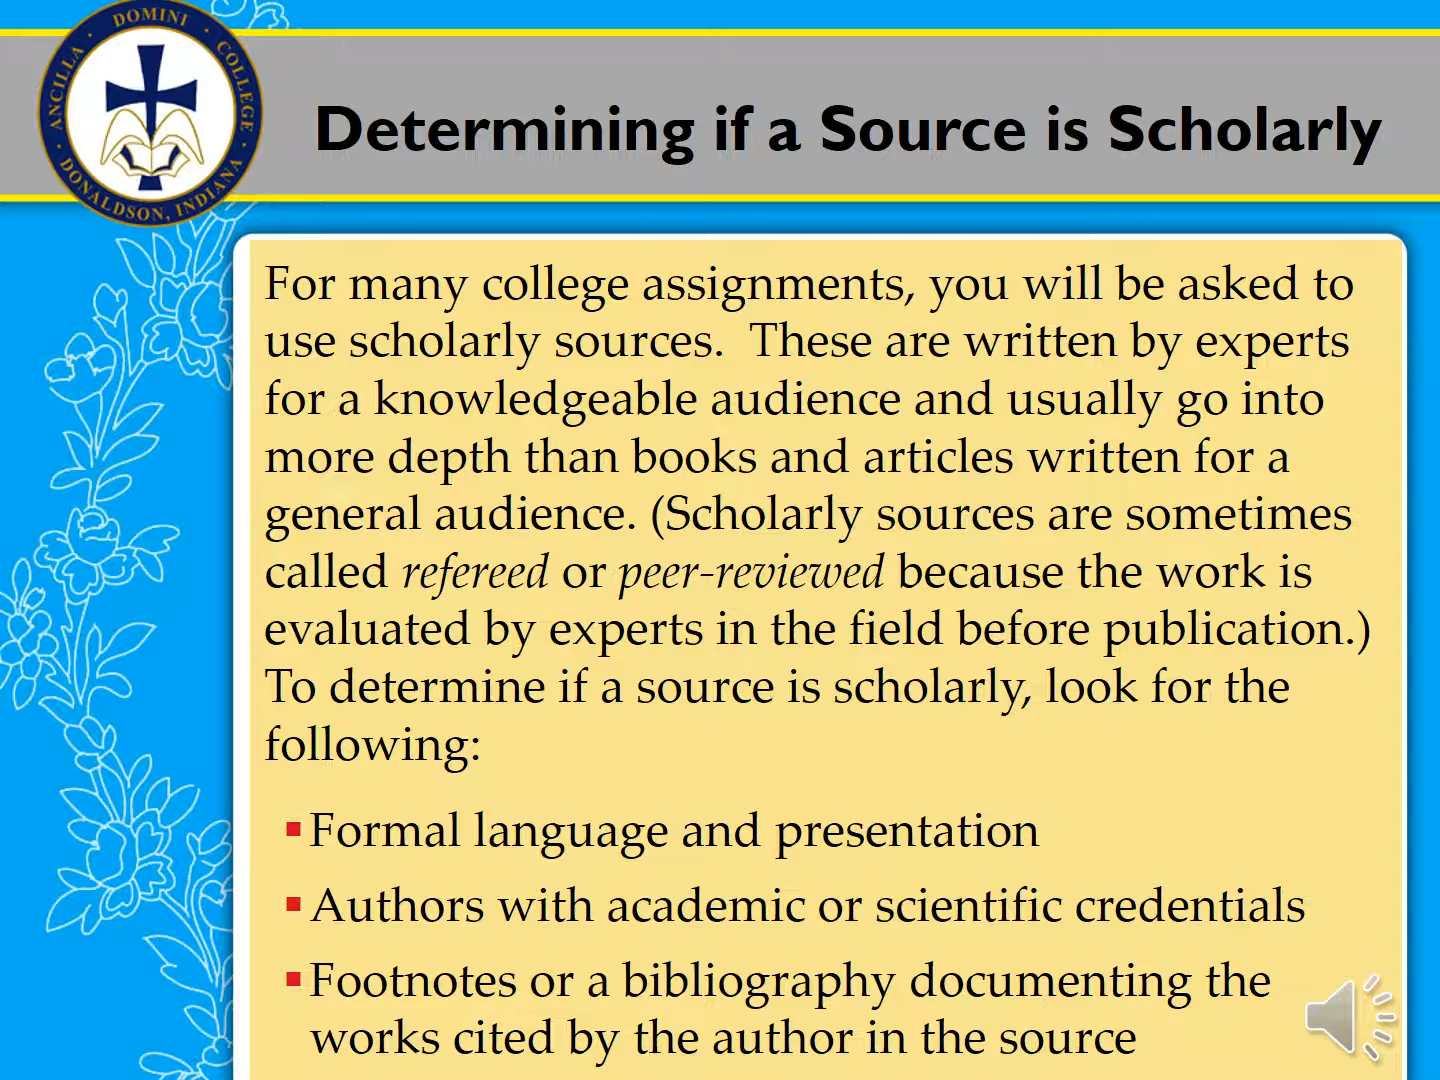 ANCILLA · DOMINI · COLLEGE
· DONALDSON, INDIANA ·
Determining if a Source is Scholarly
For many college assignments, you will be asked to
use scholarly sources.  These are written by experts
for a knowledgeable audience and usually go into
more depth than books and articles written for a
general audience. (Scholarly sources are sometimes
called refereed or peer-reviewed because the work is
evaluated by experts in the field before publication.)
To determine if a source is scholarly, look for the
following:
▪Formal language and presentation
▪Authors with academic or scientific credentials
▪Footnotes or a bibliography documenting the
works cited by the author in the source